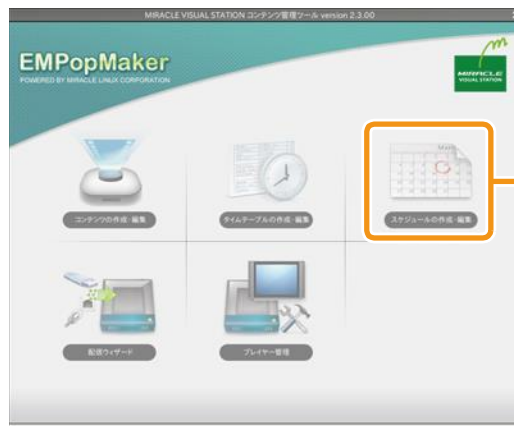 MIRACLE VISUAL STATION コンテンツ管理ツール version 2.3.00
EMPopMaker
POWERED BY MIRACLE LINUX CORPORATION
MIRACLE
VISUAL STATION
コンテンツの作成・編集
タイムテーブルの作成・編集
スケジュールの作成・編集
配信ウィザード
プレイヤー管理